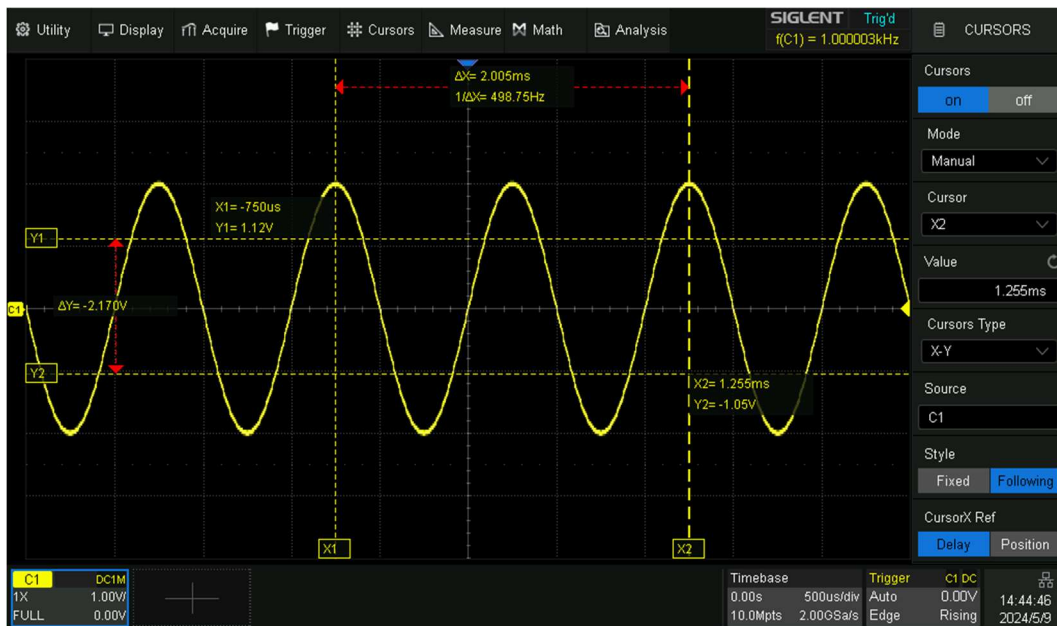 Utility Display Acquire Trigger Cursors Measure Math Analysis
SIGLENT Trig'd
f(C1) = 1.000003kHz
CURSORS
ΔX= 2.005ms
1/ΔX= 498.75Hz
X1= -750us
Y1= 1.12V
Y1
C1
ΔY= -2.170V
Y2
X2= 1.255ms
Y2= -1.05V
X1
X2
Cursors
on off
Mode
Manual
Cursor
X2
Value
1.255ms
Cursors Type
X-Y
Source
C1
Style
Fixed Following
CursorX Ref
Delay Position
C1 DC1M
1X 1.00V/
FULL 0.00V
Timebase
0.00s 500us/div
10.0Mpts 2.00GSa/s
Trigger C1 DC
Auto 0.00V
Edge Rising
14:44:46
2024/5/9